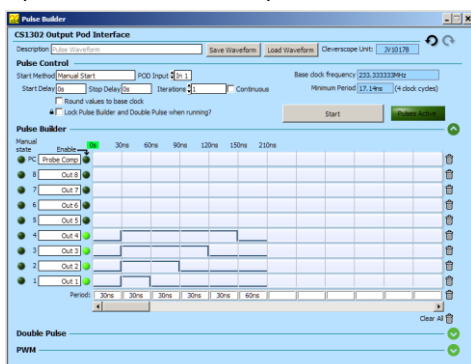 Pulse Builder
CS1302 Output Pod Interface
Description Pulse Waveform Save Waveform Load Waveform Cleverscope Unit: JV10178
Pulse Control
Start Method Manual Start POD Input In 1 Base clock frequency 233.333333MHz
Start Delay 0s Stop Delay 0s Iterations 1 Continuous Minimum Period 17.14ns (4 clock cycles)
Round values to base clock
Lock Pulse Builder and Double Pulse when running? Start Pulses Active
Pulse Builder
Manual state Enable 0s 30ns 60ns 90ns 120ns 150ns 210ns
PC Probe Comp
8 Out 8
7 Out 7
6 Out 6
5 Out 5
4 Out 4
3 Out 3
2 Out 2
1 Out 1
Period: 30ns 30ns 30ns 30ns 30ns 60ns
Clear All
Double Pulse
PWM